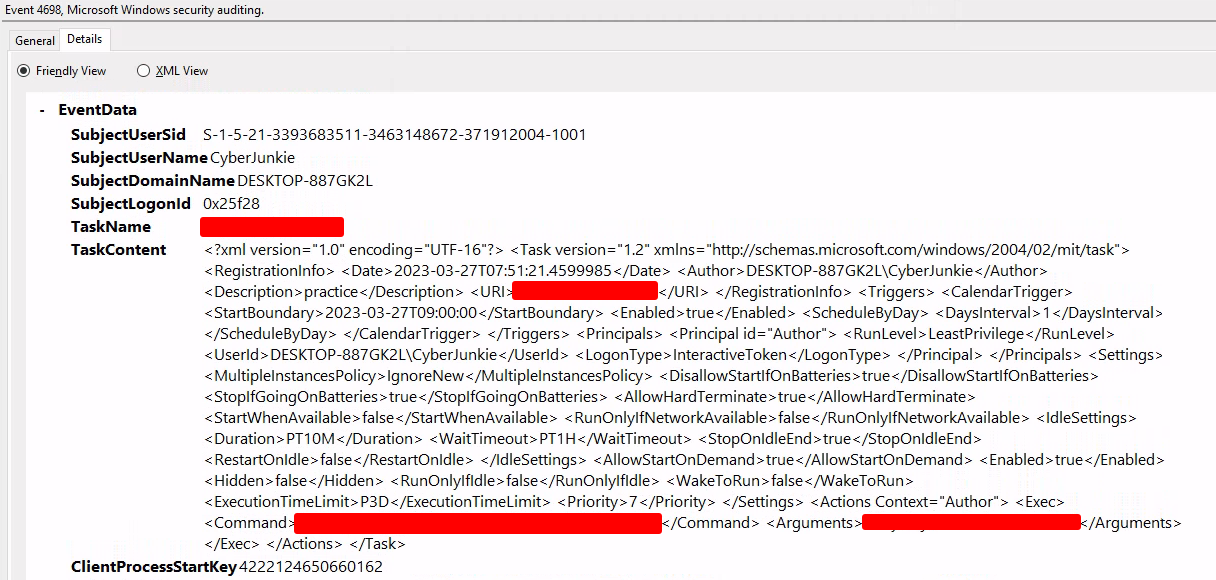 Event 4698, Microsoft Windows security auditing.
General Details
Friendly View XML View
- EventData
SubjectUserSid S-1-5-21-3393683511-3463148672-371912004-1001
SubjectUserName CyberJunkie
SubjectDomainName DESKTOP-887GK2L
SubjectLogonId 0x25f28
TaskName
TaskContent <?xml version="1.0" encoding="UTF-16"?> <Task version="1.2" xmlns="http://schemas.microsoft.com/windows/2004/02/mit/task">
<RegistrationInfo> <Date>2023-03-27T07:51:21.4599985</Date> <Author>DESKTOP-887GK2L\CyberJunkie</Author>
<Description>practice</Description> <URI></URI> </RegistrationInfo> <Triggers> <CalendarTrigger>
<StartBoundary>2023-03-27T09:00:00</StartBoundary> <Enabled>true</Enabled> <ScheduleByDay> <DaysInterval>1</DaysInterval>
</ScheduleByDay> </CalendarTrigger> </Triggers> <Principals> <Principal id="Author"> <RunLevel>LeastPrivilege</RunLevel>
<UserId>DESKTOP-887GK2L\CyberJunkie</UserId> <LogonType>InteractiveToken</LogonType> </Principal> </Principals> <Settings>
<MultipleInstancesPolicy>IgnoreNew</MultipleInstancesPolicy> <DisallowStartIfOnBatteries>true</DisallowStartIfOnBatteries>
<StopIfGoingOnBatteries>true</StopIfGoingOnBatteries> <AllowHardTerminate>true</AllowHardTerminate>
<StartWhenAvailable>false</StartWhenAvailable> <RunOnlyIfNetworkAvailable>false</RunOnlyIfNetworkAvailable> <IdleSettings>
<Duration>PT10M</Duration> <WaitTimeout>PT1H</WaitTimeout> <StopOnIdleEnd>true</StopOnIdleEnd>
<RestartOnIdle>false</RestartOnIdle> </IdleSettings> <AllowStartOnDemand>true</AllowStartOnDemand> <Enabled>true</Enabled>
<Hidden>false</Hidden> <RunOnlyIfIdle>false</RunOnlyIfIdle> <WakeToRun>false</WakeToRun>
<ExecutionTimeLimit>P3D</ExecutionTimeLimit> <Priority>7</Priority> </Settings> <Actions Context="Author"> <Exec>
<Command></Command> <Arguments></Arguments>
</Exec> </Actions> </Task>
ClientProcessStartKey 4222124650660162